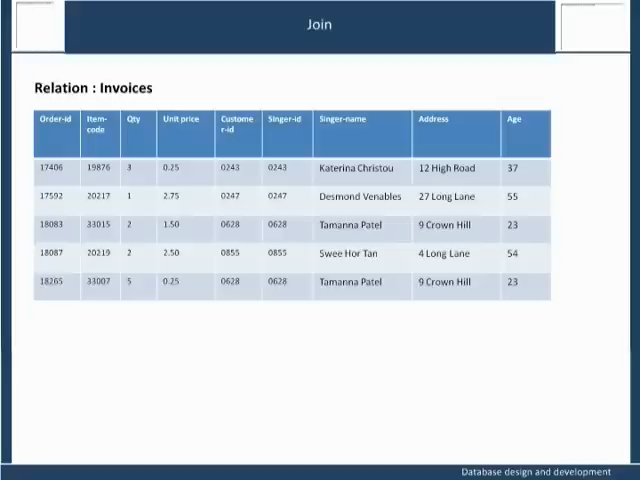 Join
Relation : Invoices
Order-id Item-code Qty Unit price Customer-id Singer-id Singer-name Address Age
17406 19876 3 0.25 0243 0243 Katerina Christou 12 High Road 37
17592 20217 1 2.75 0247 0247 Desmond Venables 27 Long Lane 55
18083 33015 2 1.50 0628 0628 Tamanna Patel 9 Crown Hill 23
18087 20219 2 2.50 0855 0855 Swee Hor Tan 4 Long Lane 54
18265 33007 5 0.25 0628 0628 Tamanna Patel 9 Crown Hill 23
Database design and development